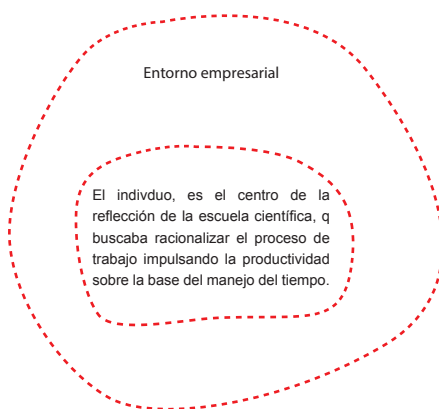 Entorno empresarial
El indivduo, es el centro de la
reflección de la escuela científica, q
buscaba racionalizar el proceso de
trabajo impulsando la productividad
sobre la base del manejo del tiempo.